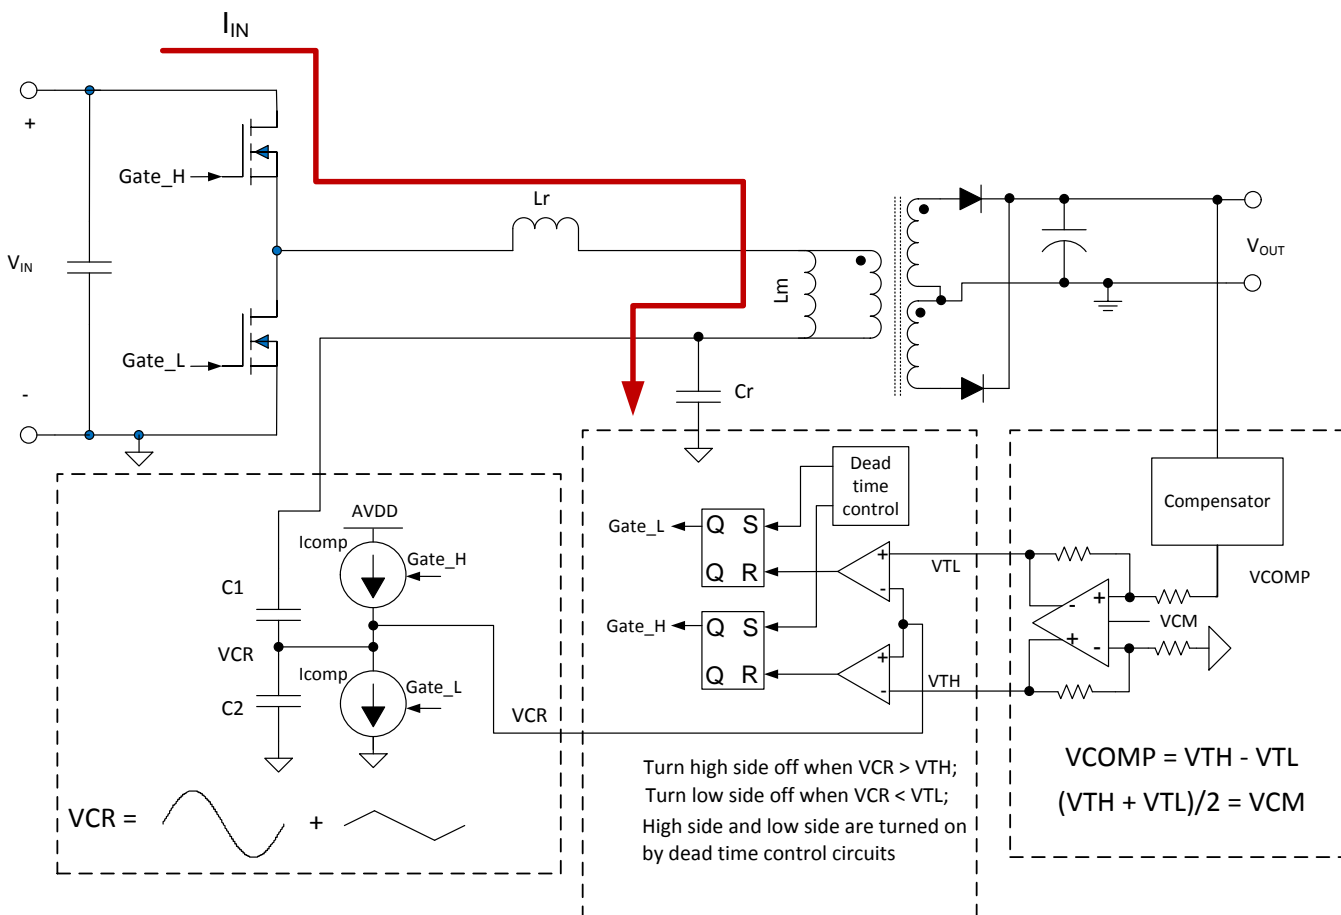 IIN
+
Gate_H
Lr
VIN
Lm
VOUT
Gate_L
-
Cr
Dead
time
control
Compensator
AVDD
Icomp
Gate_H
Gate_L
Q
S
Q
R
VTL
VCOMP
+
-
C1
VCR
Gate_H
Q
S
Q
R
+
-
-
+
+
-
VCM
Icomp
Gate_L
C2
VTH
VCR
Turn high side off when VCR > VTH;
Turn low side off when VCR < VTL;
High side and low side are turned on
by dead time control circuits
VCOMP = VTH - VTL
(VTH + VTL)/2 = VCM
VCR =
+